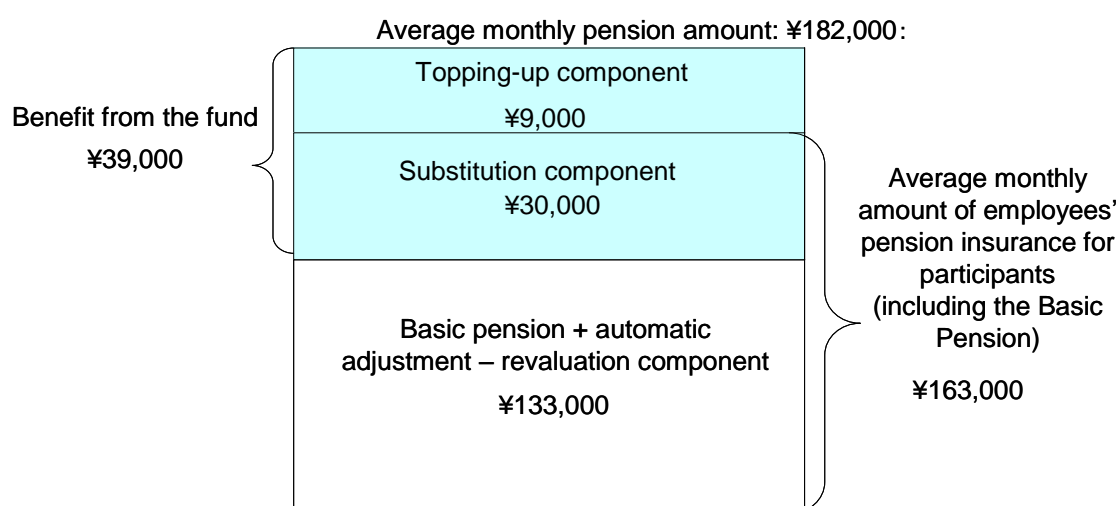 Average monthly pension amount: ¥182,000:
Topping-up component
¥9,000
Benefit from the fund
¥39,000
Substitution component
¥30,000
Average monthly
amount of employees’
pension insurance for
participants
(including the Basic
Pension)
¥163,000
Basic pension + automatic
adjustment – revaluation component
¥133,000